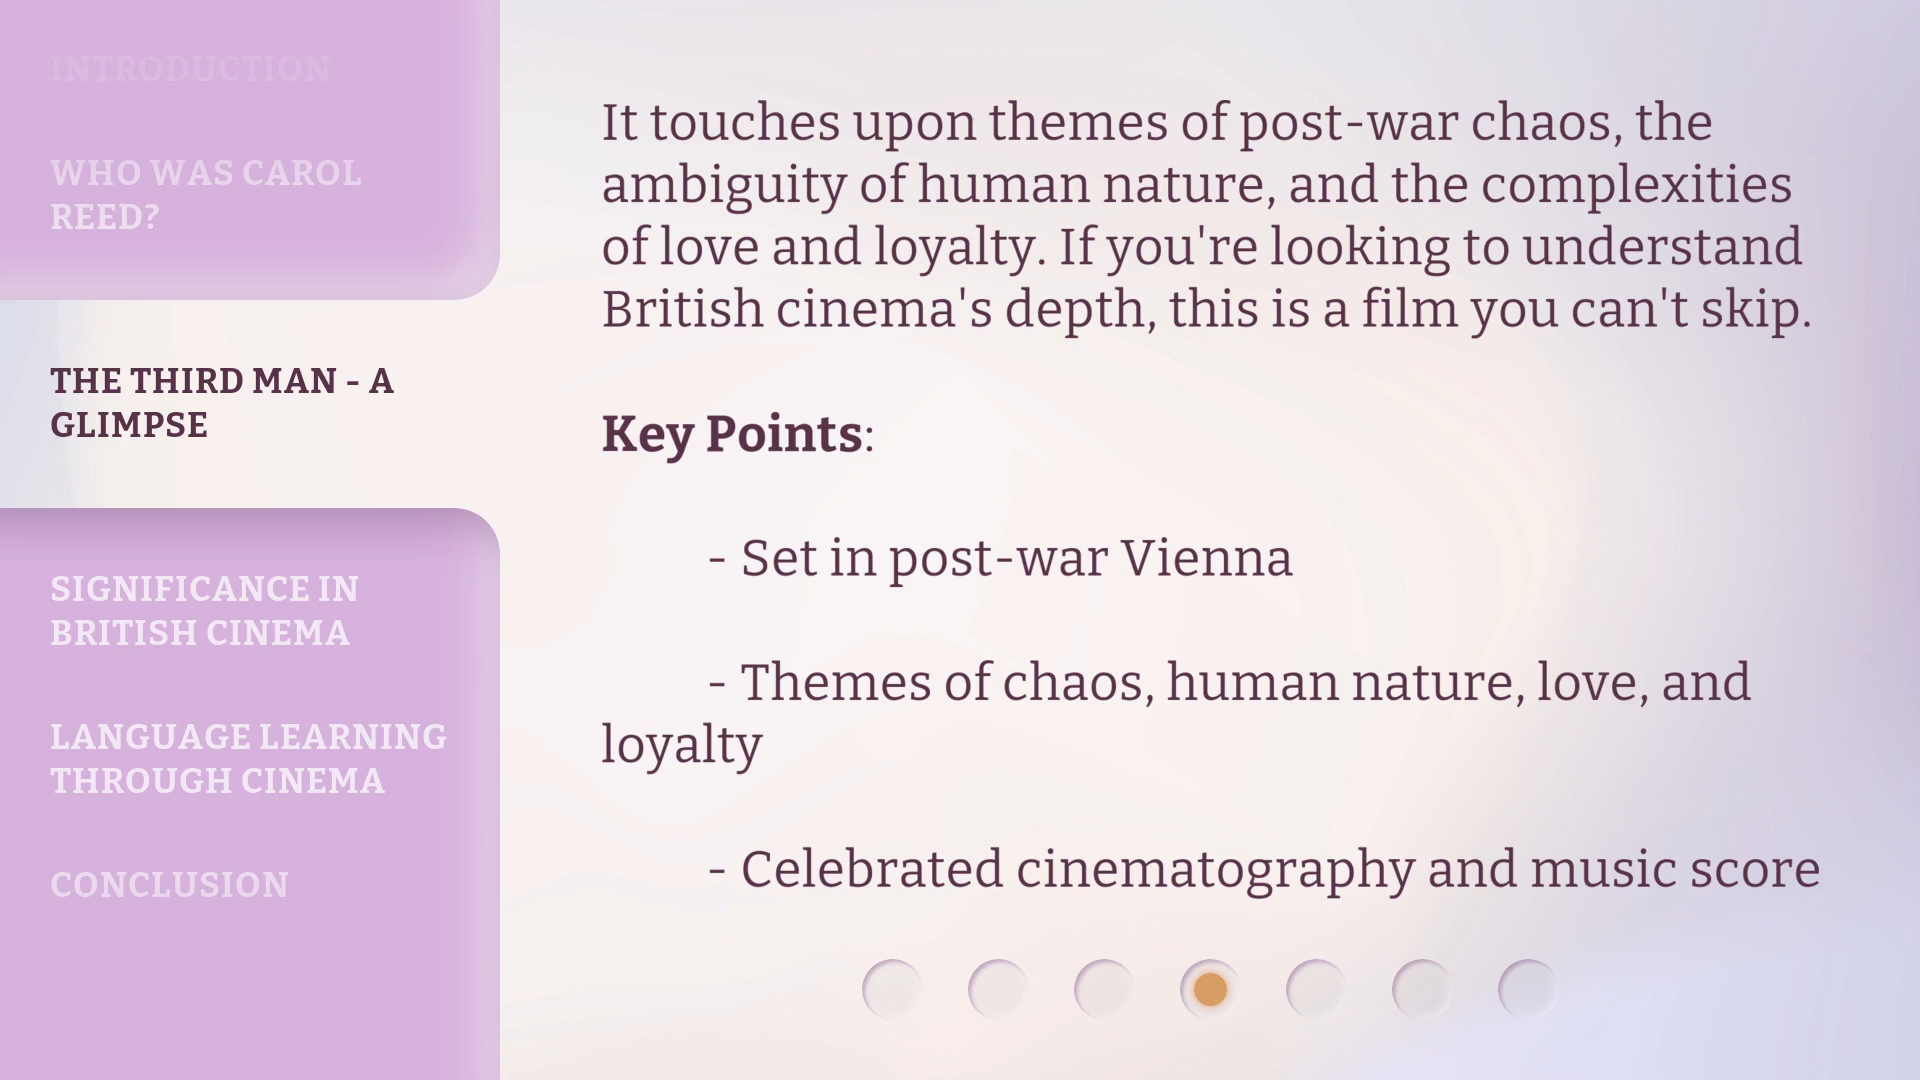 INTRODUCTION
WHO WAS CAROL
REED?
THE THIRD MAN - A
GLIMPSE
SIGNIFICANCE IN
BRITISH CINEMA
LANGUAGE LEARNING
THROUGH CINEMA
CONCLUSION
It touches upon themes of post-war chaos, the
ambiguity of human nature, and the complexities
of love and loyalty. If you're looking to understand
British cinema's depth, this is a film you can't skip.
Key Points:
- Set in post-war Vienna
- Themes of chaos, human nature, love, and
loyalty
- Celebrated cinematography and music score